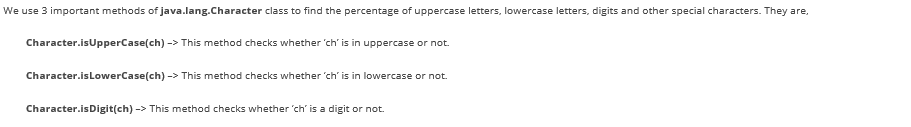 We use 3 important methods of java.lang.Character class to find the percentage of uppercase letters, lowercase letters, digits and other special characters. They are,
Character.isUpperCase(ch) –> This method checks whether ‘ch’ is in uppercase or not.
Character.isLowerCase(ch) –> This method checks whether ‘ch’ is in lowercase or not.
Character.isDigit(ch) –> This method checks whether ‘ch’ is a digit or not.